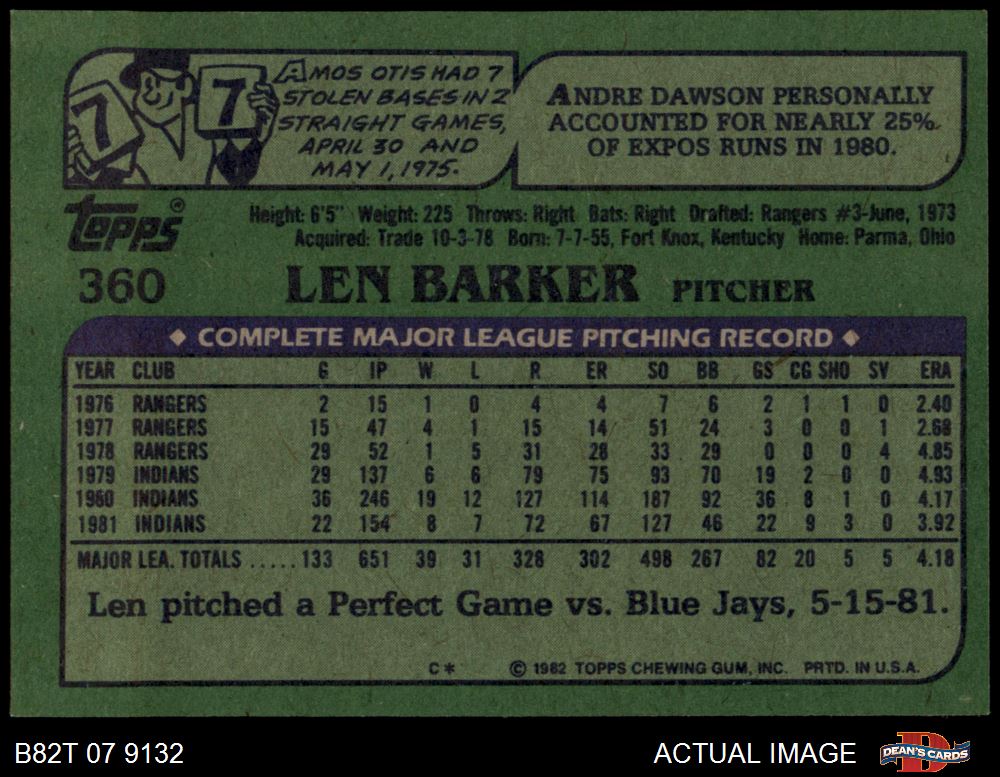 7
7
AMOS OTIS HAD 7
STOLEN BASES IN 2
STRAIGHT GAMES,
APRIL 30 AND
MAY 1, 1975.
ANDRE DAWSON PERSONALLY
ACCOUNTED FOR NEARLY 25%
OF EXPOS RUNS IN 1980.
Topps®
Height: 6'5" Weight: 225 Throws: Right Bats: Right Drafted: Rangers #3-June, 1973
Acquired: Trade 10-3-78 Born: 7-7-55, Fort Knox, Kentucky Home: Parma, Ohio
360 LEN BARKER PITCHER
◆ COMPLETE MAJOR LEAGUE PITCHING RECORD ◆
YEAR CLUB G IP W L R ER SO BB GS CG SHO SV ERA
1976 RANGERS 2 15 1 0 4 4 7 6 2 1 1 0 2.40
1977 RANGERS 15 47 4 1 15 14 51 24 3 0 0 1 2.68
1978 RANGERS 29 52 1 5 31 28 33 29 0 0 0 4 4.85
1979 INDIANS 29 137 6 6 79 75 93 70 19 2 0 0 4.93
1980 INDIANS 36 246 19 12 127 114 187 92 36 8 1 0 4.17
1981 INDIANS 22 154 8 7 72 67 127 46 22 9 3 0 3.92
MAJOR LEA. TOTALS ..... 133 651 39 31 328 302 498 267 82 20 5 5 4.18
Len pitched a Perfect Game vs. Blue Jays, 5-15-81.
C* © 1982 TOPPS CHEWING GUM, INC. PRTD. IN U.S.A.
B82T 07 9132 ACTUAL IMAGE DEAN'S CARDS